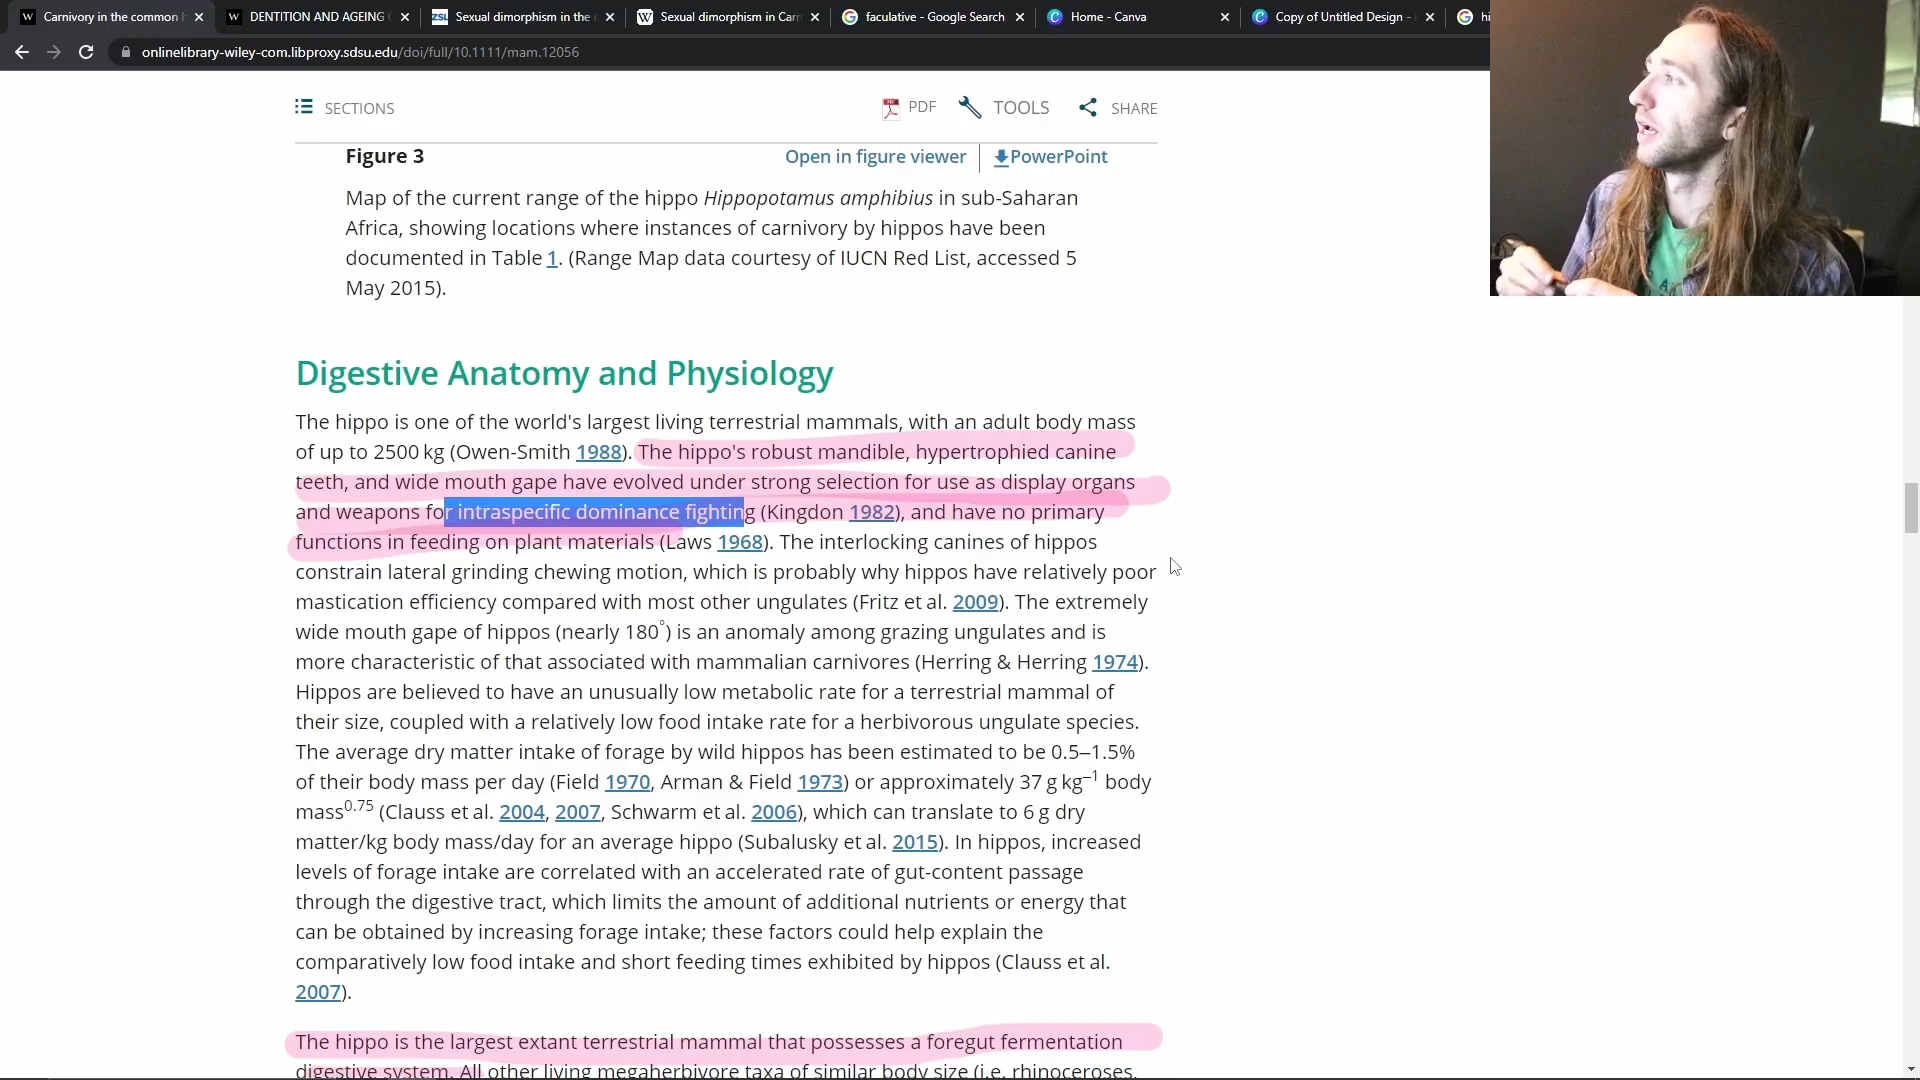 Carnivory in the common
DENTITION AND AGEING
Sexual dimorphism in the
Sexual dimorphism in Carn
faculative - Google Search
Home - Canva
Copy of Untitled Design -
hi
onlinelibrary-wiley-com.libproxy.sdsu.edu/doi/full/10.1111/mam.12056
SECTIONS
PDF
TOOLS
SHARE
Figure 3
Open in figure viewer
PowerPoint
Map of the current range of the hippo Hippopotamus amphibius in sub-Saharan
Africa, showing locations where instances of carnivory by hippos have been
documented in Table 1. (Range Map data courtesy of IUCN Red List, accessed 5
May 2015).
Digestive Anatomy and Physiology
The hippo is one of the world's largest living terrestrial mammals, with an adult body mass
of up to 2500 kg (Owen-Smith 1988). The hippo's robust mandible, hypertrophied canine
teeth, and wide mouth gape have evolved under strong selection for use as display organs
and weapons for intraspecific dominance fighting (Kingdon 1982), and have no primary
functions in feeding on plant materials (Laws 1968). The interlocking canines of hippos
constrain lateral grinding chewing motion, which is probably why hippos have relatively poor
mastication efficiency compared with most other ungulates (Fritz et al. 2009). The extremely
wide mouth gape of hippos (nearly 180°) is an anomaly among grazing ungulates and is
more characteristic of that associated with mammalian carnivores (Herring & Herring 1974).
Hippos are believed to have an unusually low metabolic rate for a terrestrial mammal of
their size, coupled with a relatively low food intake rate for a herbivorous ungulate species.
The average dry matter intake of forage by wild hippos has been estimated to be 0.5–1.5%
of their body mass per day (Field 1970, Arman & Field 1973) or approximately 37 g kg−1 body
mass0.75 (Clauss et al. 2004, 2007, Schwarm et al. 2006), which can translate to 6 g dry
matter/kg body mass/day for an average hippo (Subalusky et al. 2015). In hippos, increased
levels of forage intake are correlated with an accelerated rate of gut-content passage
through the digestive tract, which limits the amount of additional nutrients or energy that
can be obtained by increasing forage intake; these factors could help explain the
comparatively low food intake and short feeding times exhibited by hippos (Clauss et al.
2007).
The hippo is the largest extant terrestrial mammal that possesses a foregut fermentation
digestive system. All other living megaherbivore taxa of similar body size (i.e. rhinoceroses,